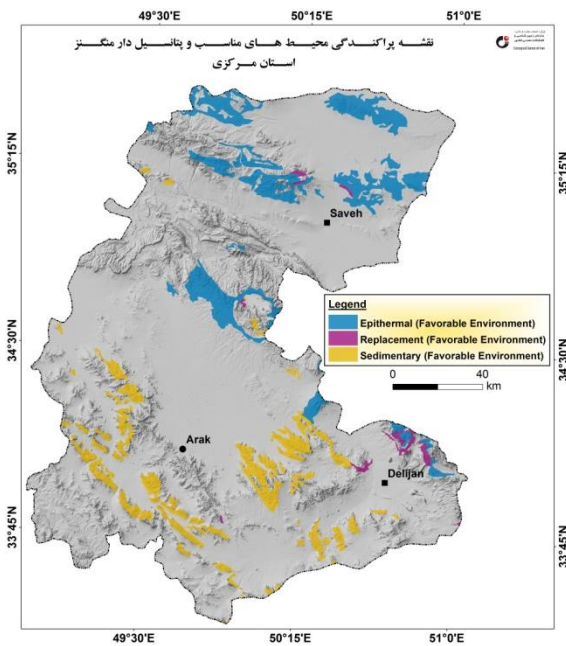 49°30'E
50°15'E
51°0'E
نقشه پراکندگی محیط های مناسب و پتانسیل دار منگنز
استان مرکزی
35°15'N
35°15'N
Saveh
Legend
Epithermal (Favorable Environment)
Replacement (Favorable Environment)
Sedimentary (Favorable Environment)
0 20 40
km
34°30'N
34°30'N
Arak
Delijan
33°45'N
33°45'N
49°30'E
50°15'E
51°0'E